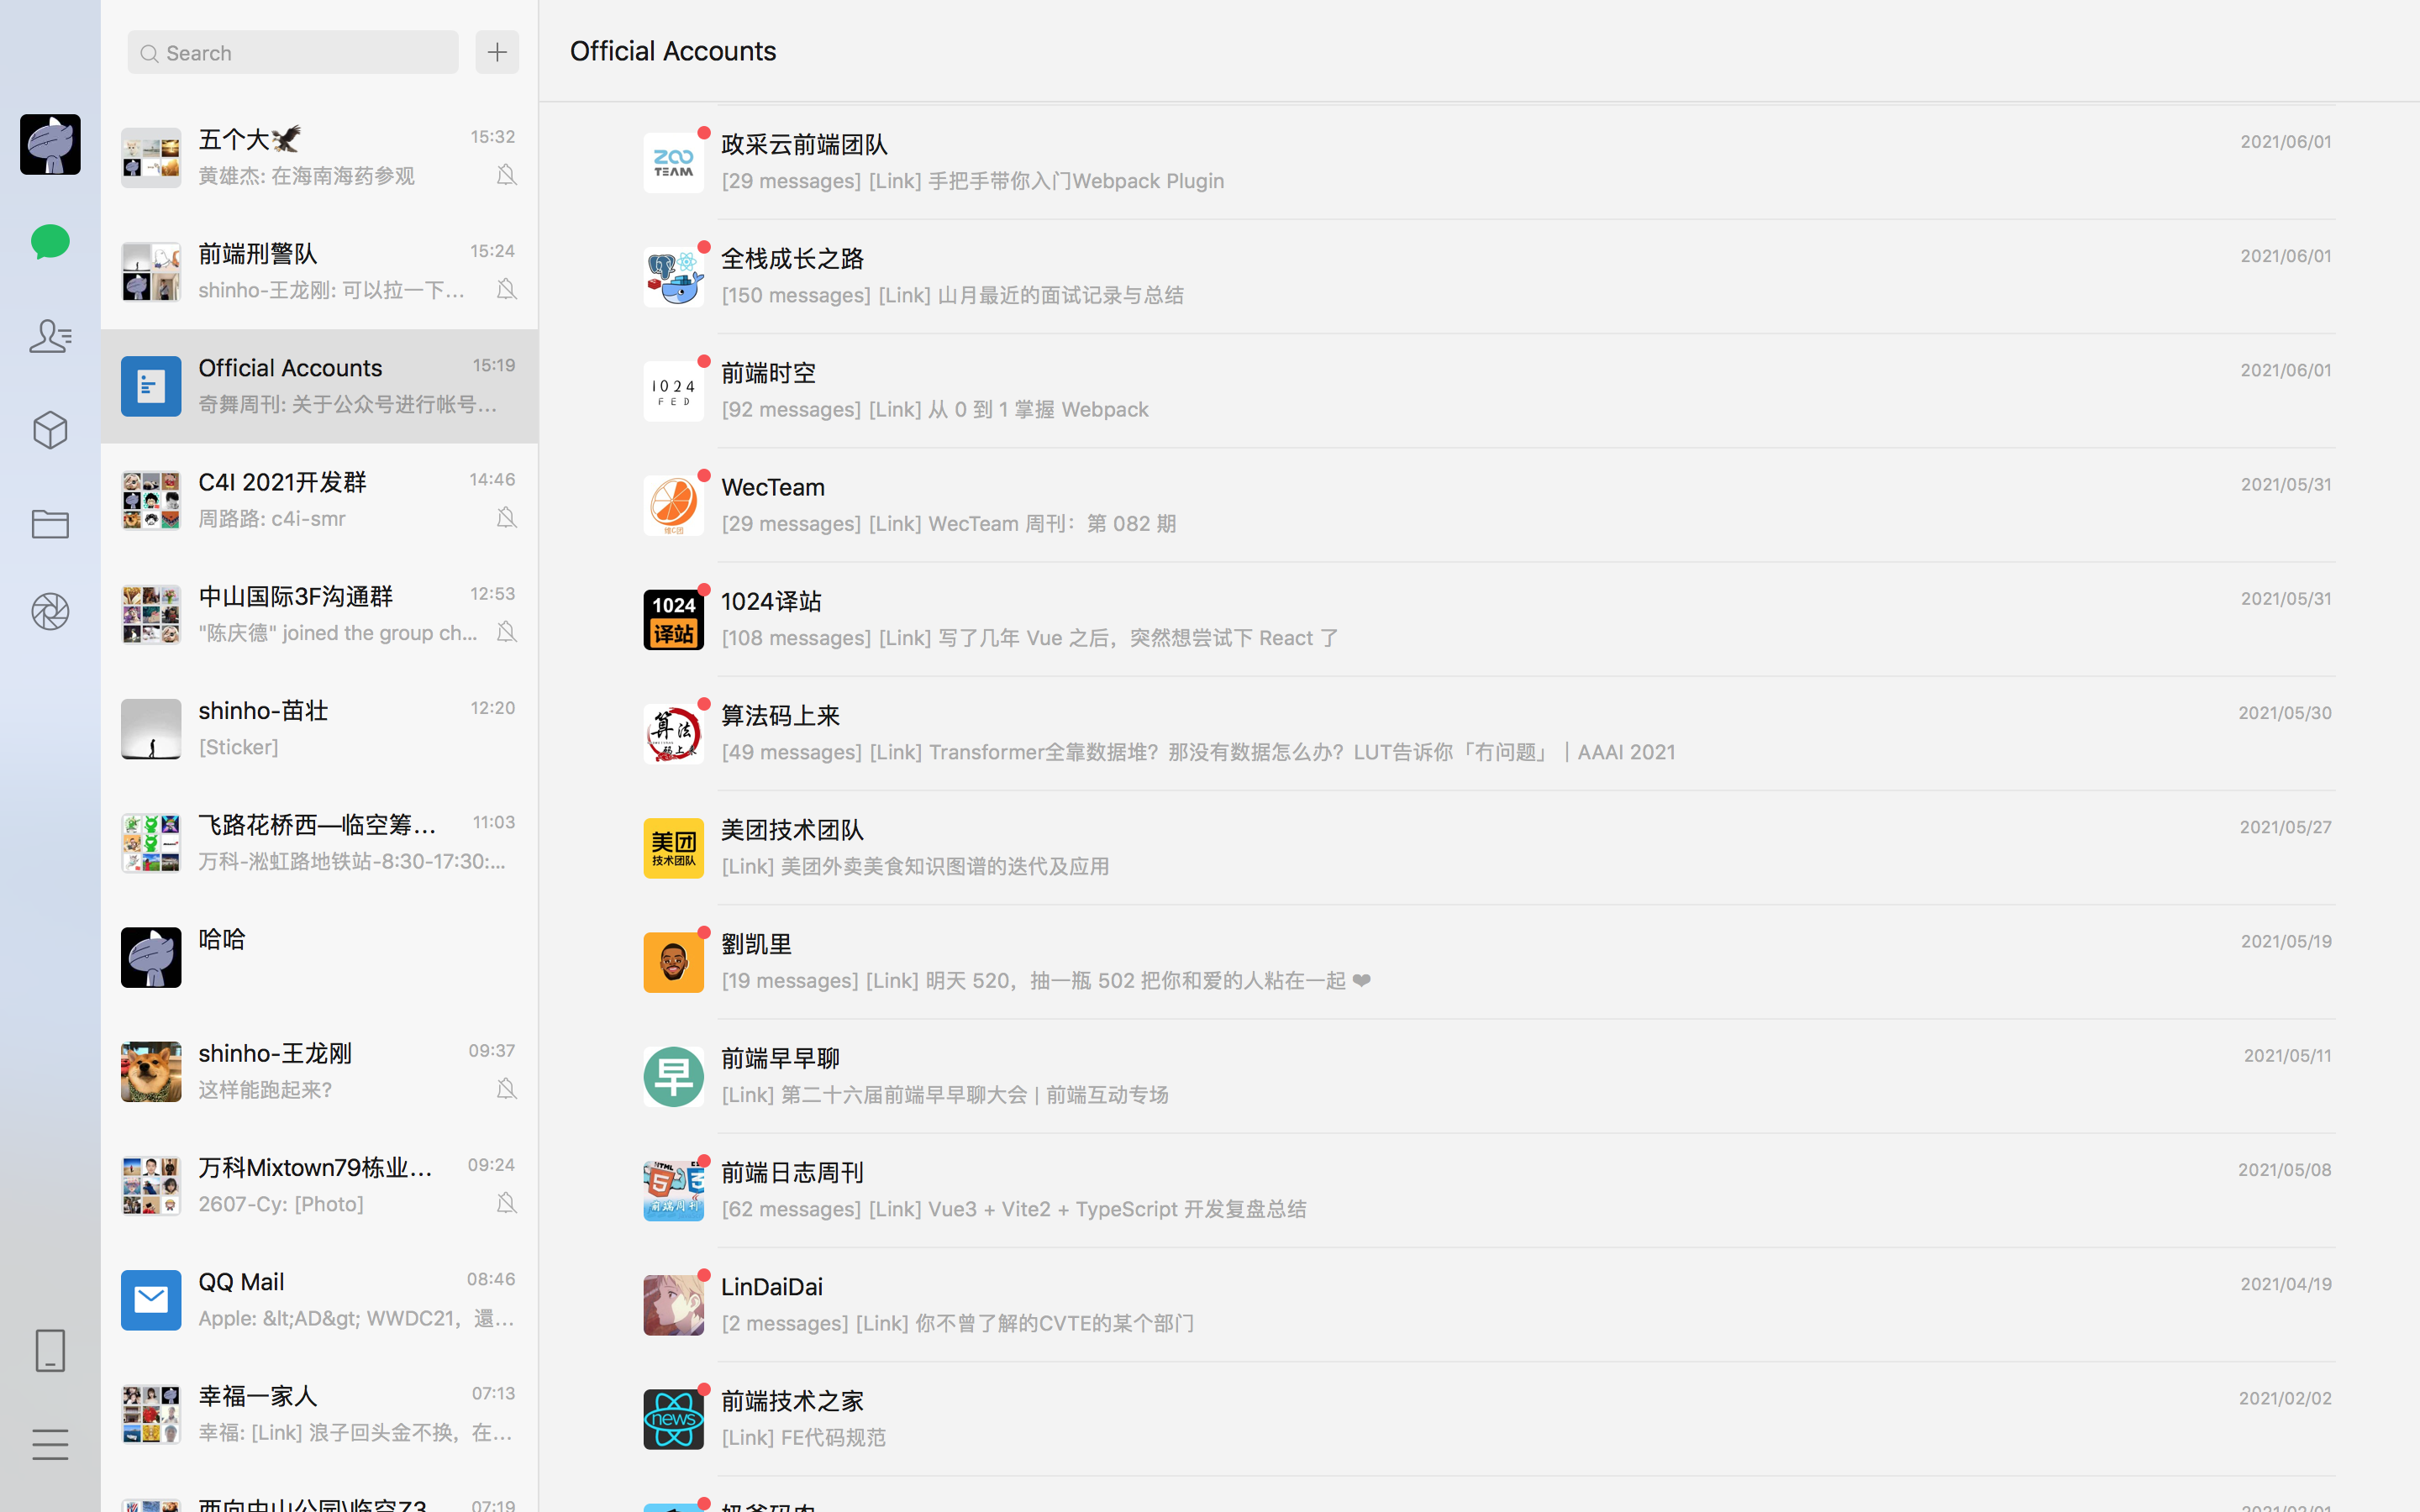 Search
五个大🦅
15:32
黄雄杰: 在海南海药参观
前端刑警队
15:24
shinho-王龙刚: 可以拉一下...
Official Accounts
15:19
奇舞周刊: 关于公众号进行帐号...
C4I 2021开发群
14:46
周路路: c4i-smr
中山国际3F沟通群
12:53
"陈庆德" joined the group ch...
shinho-苗壮
12:20
[Sticker]
飞路花桥西—临空筹...
11:03
万科-淞虹路地铁站-8:30-17:30:...
哈哈
shinho-王龙刚
09:37
这样能跑起来?
万科Mixtown79栋业...
09:24
2607-Cy: [Photo]
QQ Mail
08:46
Apple: &lt;AD&gt; WWDC21，還...
幸福一家人
07:13
幸福: [Link] 浪子回头金不换，在...
07:19
Official Accounts
ZOO TEAM
政采云前端团队
2021/06/01
[29 messages] [Link] 手把手带你入门Webpack Plugin
全栈成长之路
2021/06/01
[150 messages] [Link] 山月最近的面试记录与总结
1024
FED
前端时空
2021/06/01
[92 messages] [Link] 从 0 到 1 掌握 Webpack
WecTeam
2021/05/31
[29 messages] [Link] WecTeam 周刊：第 082 期
1024
译站
1024译站
2021/05/31
[108 messages] [Link] 写了几年 Vue 之后，突然想尝试下 React 了
算法码上来
2021/05/30
[49 messages] [Link] Transformer全靠数据堆？那没有数据怎么办？LUT告诉你「冇问题」｜AAAI 2021
美团
技术团队
美团技术团队
2021/05/27
[Link] 美团外卖美食知识图谱的迭代及应用
劉凯里
2021/05/19
[19 messages] [Link] 明天 520，抽一瓶 502 把你和爱的人粘在一起 ❤
早
前端早早聊
2021/05/11
[Link] 第二十六届前端早早聊大会 | 前端互动专场
前端日志周刊
2021/05/08
[62 messages] [Link] Vue3 + Vite2 + TypeScript 开发复盘总结
LinDaiDai
2021/04/19
[2 messages] [Link] 你不曾了解的CVTE的某个部门
news
前端技术之家
2021/02/02
[Link] FE代码规范